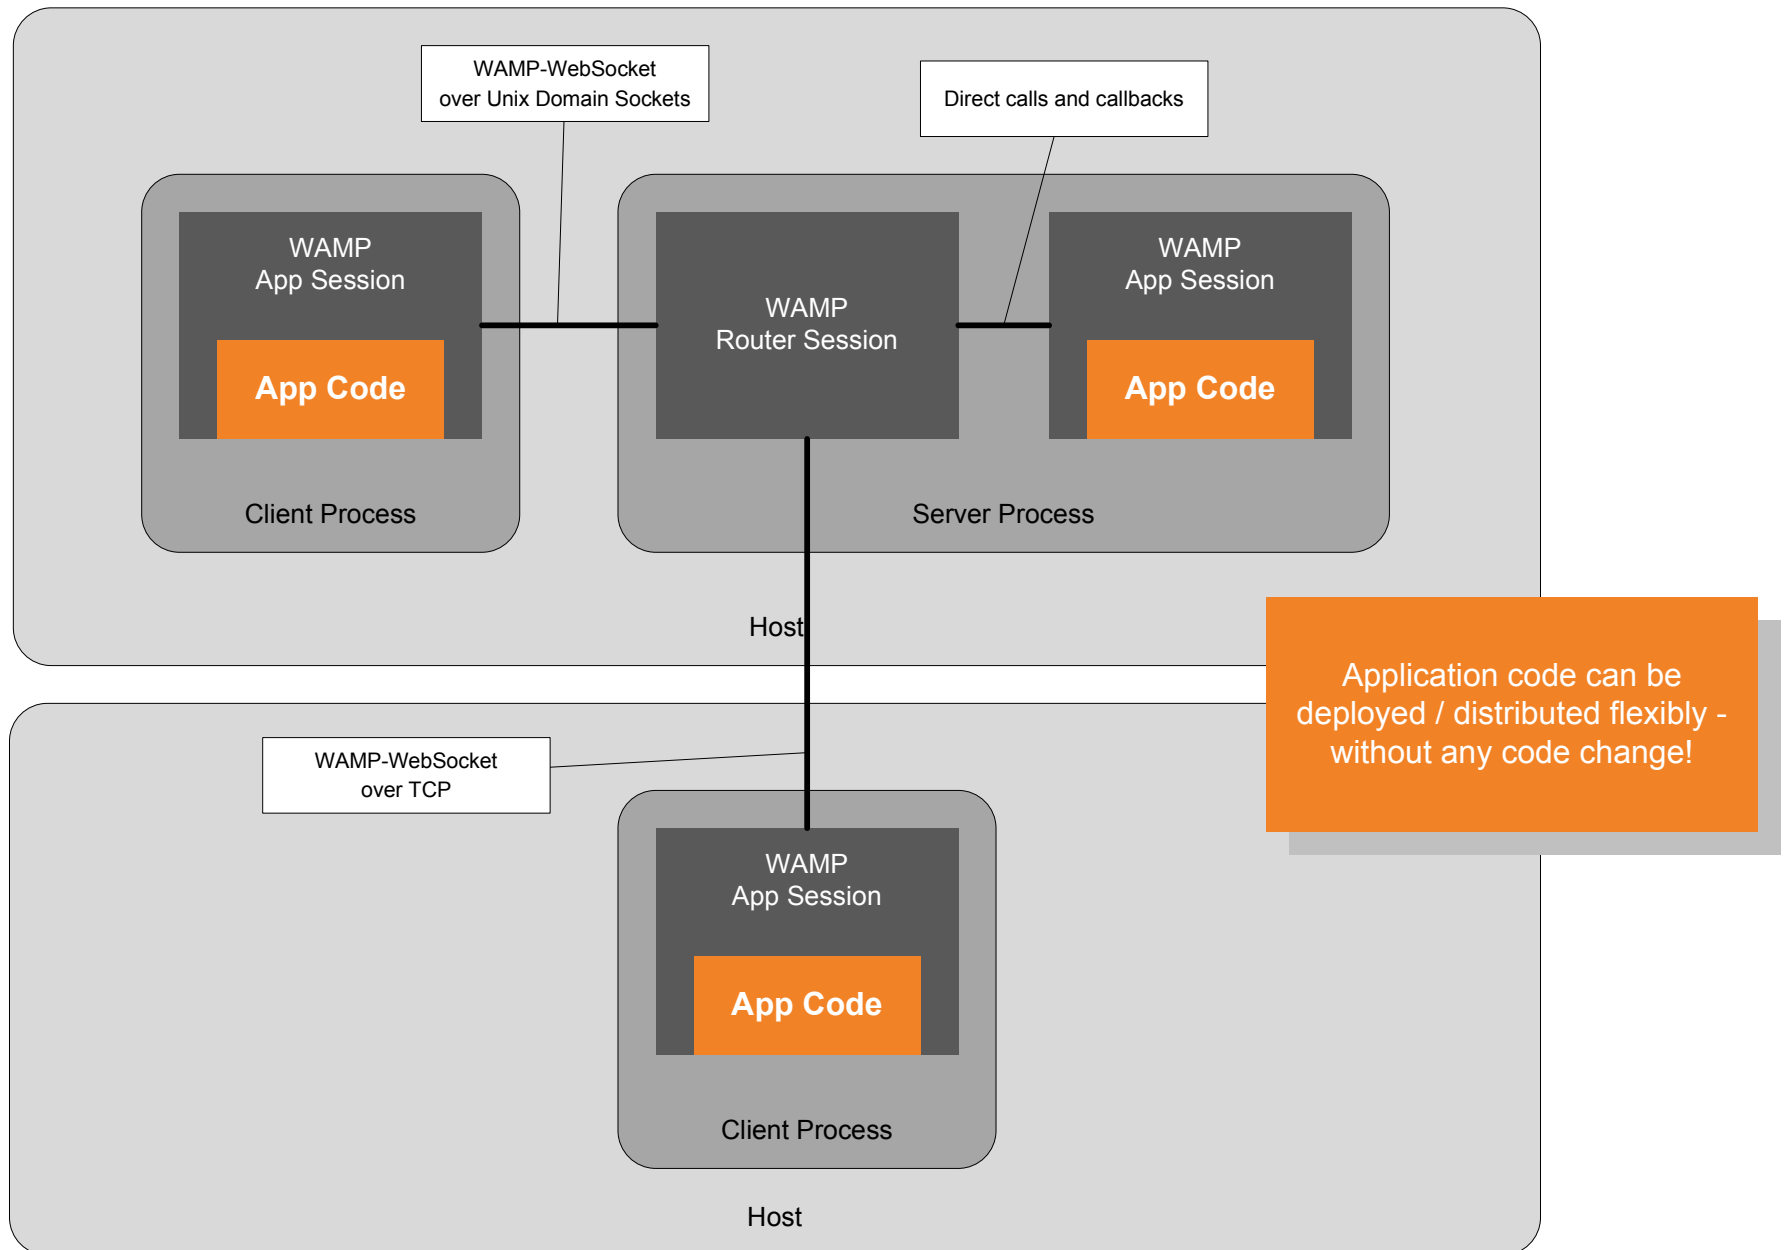 WAMP-WebSocket
over Unix Domain Sockets
Direct calls and callbacks
WAMP
App Session
App Code
Client Process
WAMP
Router Session
WAMP
App Session
App Code
Server Process
Host
Application code can be
deployed / distributed flexibly -
without any code change!
WAMP-WebSocket
over TCP
WAMP
App Session
App Code
Client Process
Host